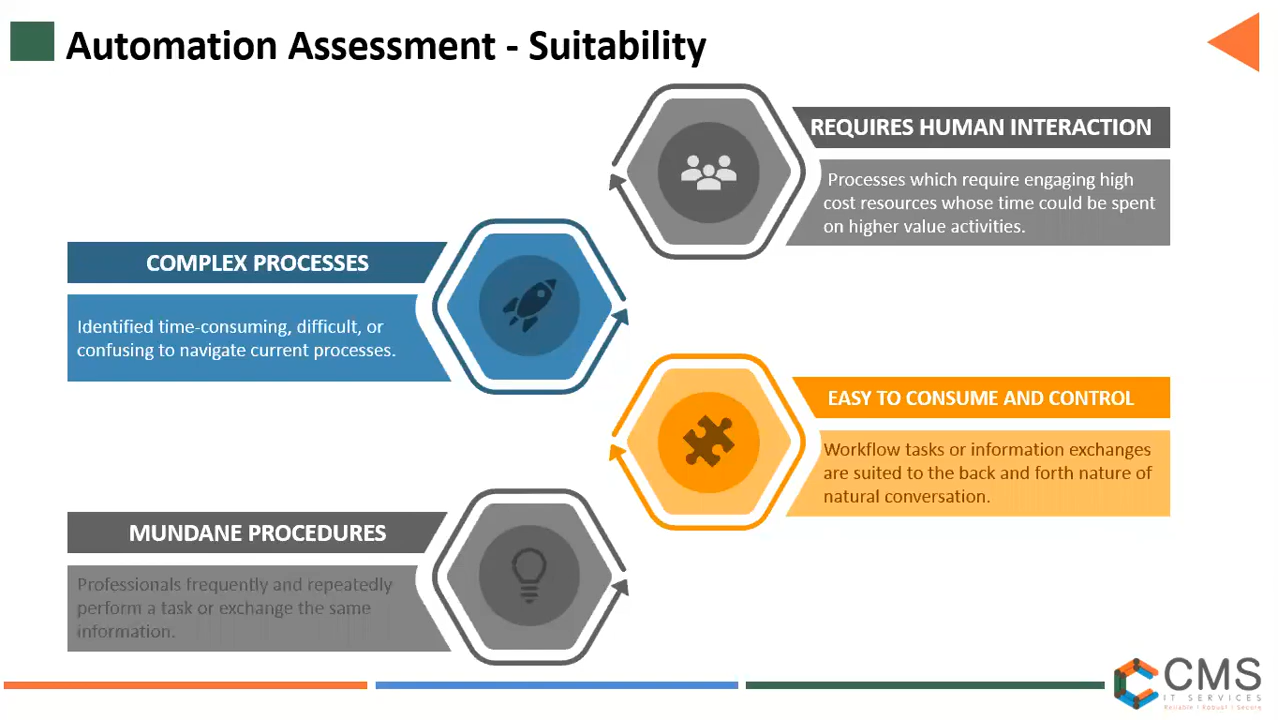 Automation Assessment - Suitability
REQUIRES HUMAN INTERACTION
Processes which require engaging high
cost resources whose time could be spent
on higher value activities.
COMPLEX PROCESSES
Identified time-consuming, difficult, or
confusing to navigate current processes.
EASY TO CONSUME AND CONTROL
Workflow tasks or information exchanges
are suited to the back and forth nature of
natural conversation.
MUNDANE PROCEDURES
Professionals frequently and repeatedly
perform a task or exchange the same
information.
CMS
IT SERVICES
Reliable | Robust | Secure